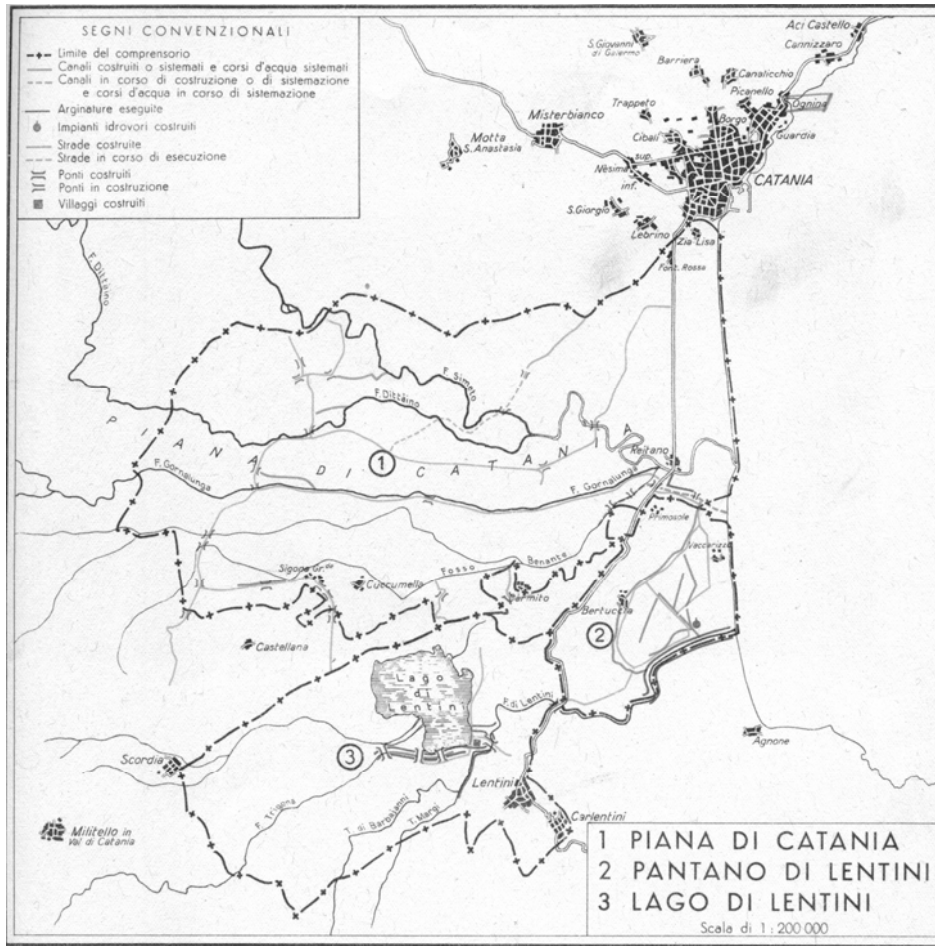 SEGNI CONVENZIONALI
Limite del comprensorio
Canali costruiti o sistemati e corsi d'acqua sistemati
Canali in corso di costruzione o di sistemazione
e corsi d'acqua in corso di sistemazione
Arginature eseguite
Impianti idrovori costruiti
Strade costruite
Strade in corso di esecuzione
Ponti costruiti
Ponti in costruzione
Villaggi costruiti
Aci Castello
Cannizzaro
S. Giovanni
di Galermo
Barriera
Canalicchio
Picanello
Ognina
Trappeto
Borgo
Guardia
Misterbianco
Cibali
Motta
S. Anastasia
Nèsima
sup.
inf.
CATANIA
S. Giorgio
Lebrino
Zia Lisa
Font. Rossa
F. Dittàino
F. Simeto
F. Dittàino
PIANA DI CATANIA
1
Reitano
F. Gornalunga
F. Gornalunga
Primosole
Vaccarizzo
Fosso Benante
Sigona Gr.de
Cuccumella
Carmito
Bertuccia
2
Castellana
Lago
di
Lentini
F. di Lentini
Agnone
3
Scordia
Lentini
F. Trigona
T. di Barbaianni
T. Margi
Carlentini
Militello in
Val di Catania
1 PIANA DI CATANIA
2 PANTANO DI LENTINI
3 LAGO DI LENTINI
Scala di 1:200 000